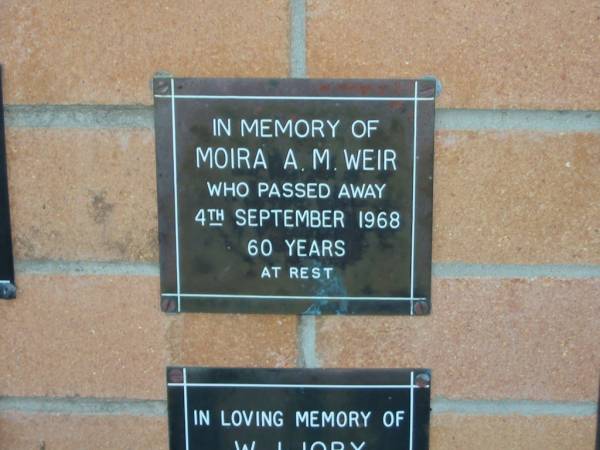 IN MEMORY OF
MOIRA A. M. WEIR
WHO PASSED AWAY
4TH SEPTEMBER 1968
60 YEARS
AT REST
IN LOVING MEMORY OF
W. J. JORY